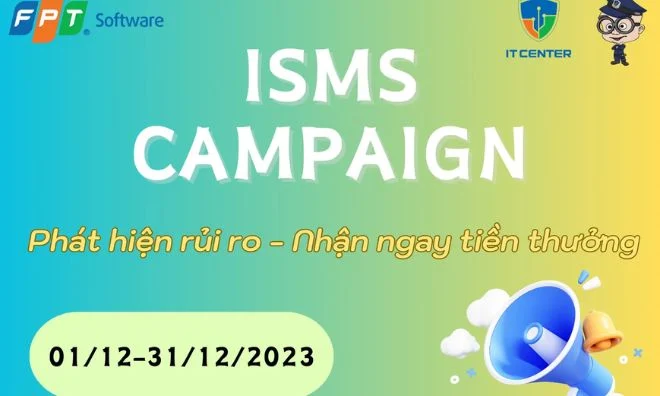 FPT Software
IT CENTER
ISMS
CAMPAIGN
Phát hiện rủi ro - Nhận ngay tiền thưởng
01/12-31/12/2023